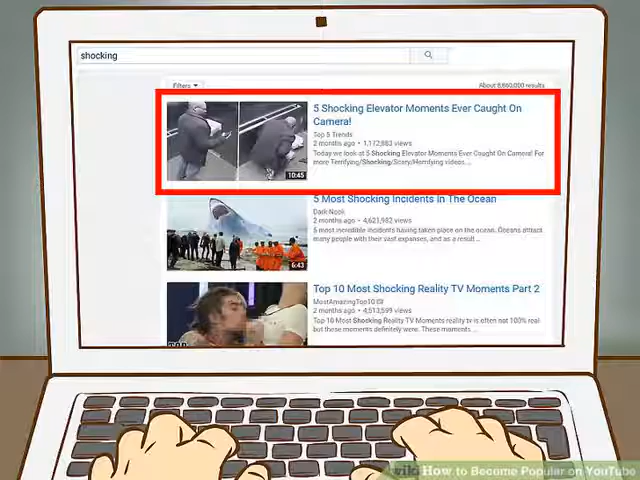 shocking
Filters
About 8,860,000 results
5 Shocking Elevator Moments Ever Caught On
Camera!
Top 5 Trends
2 months ago • 1,172,983 views
Today we look at 5 Shocking Elevator Moments Ever Caught On Camera! For
more Terrifying/Shocking/Scary/Horrifying videos ...
10:45
5 Most Shocking Incidents In The Ocean
Dark Nook
2 months ago • 4,621,982 views
5 most incredible incidents having taken place on the ocean. Oceans attract
many people with their vast expanses, and as a result ...
6:43
Top 10 Most Shocking Reality TV Moments Part 2
MostAmazingTop10
2 months ago • 4,513,599 views
Top 10 Most Shocking Reality TV Moments reality tv is often not 100% real
but these moments definitely were. These moments ...
wiki How to Become Popular on YouTube